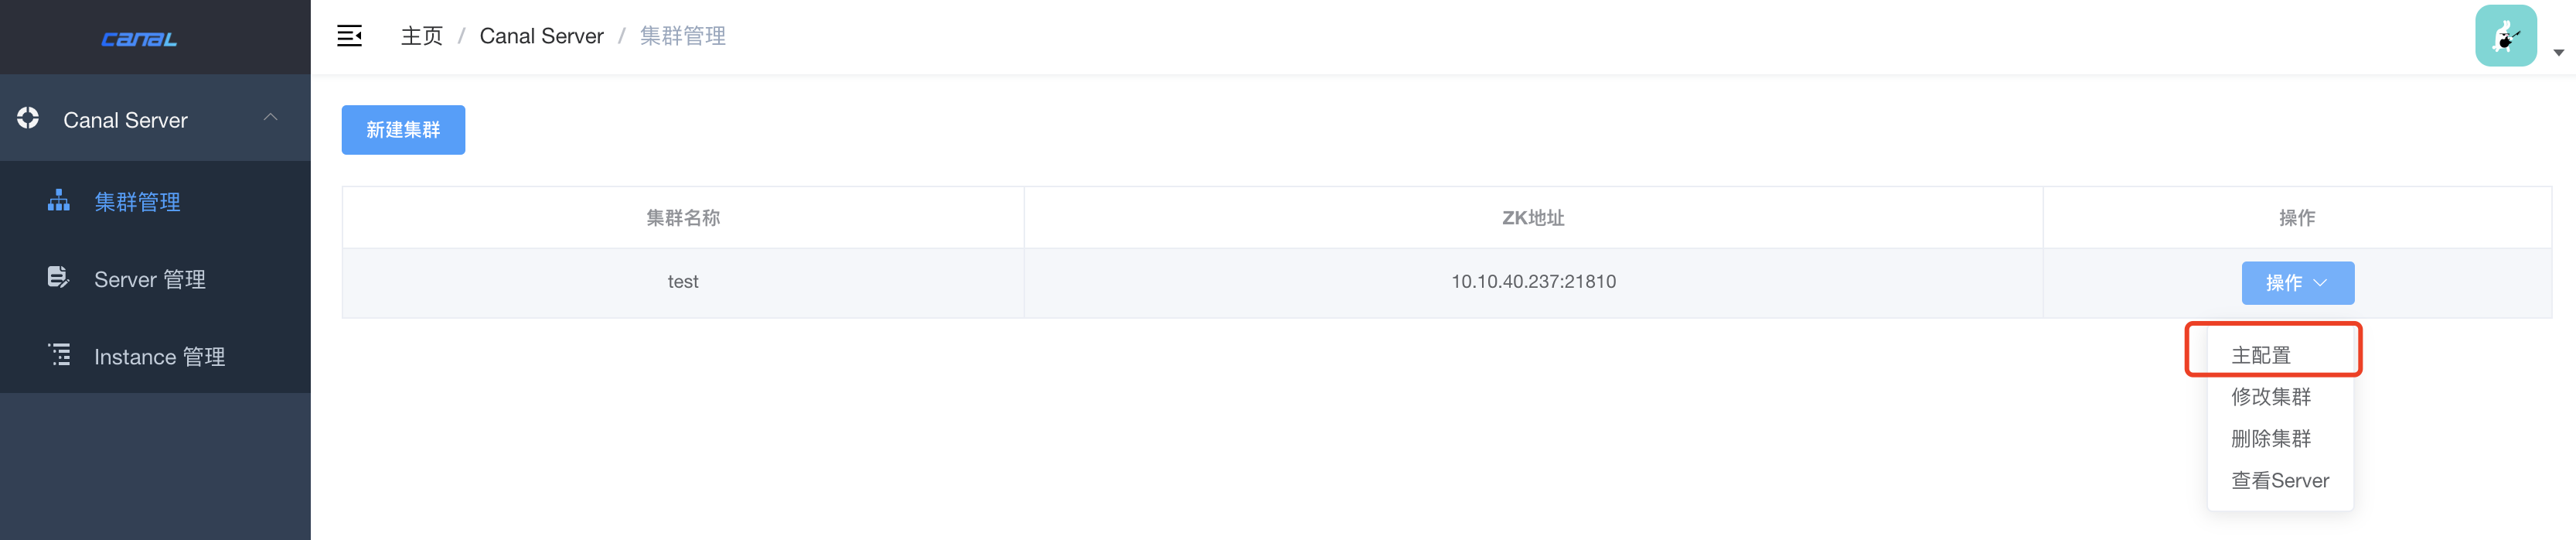 canal
主页 / Canal Server / 集群管理
Canal Server
集群管理
Server 管理
Instance 管理
新建集群
集群名称 ZK地址 操作
test 10.10.40.237:21810 操作
主配置
修改集群
删除集群
查看Server